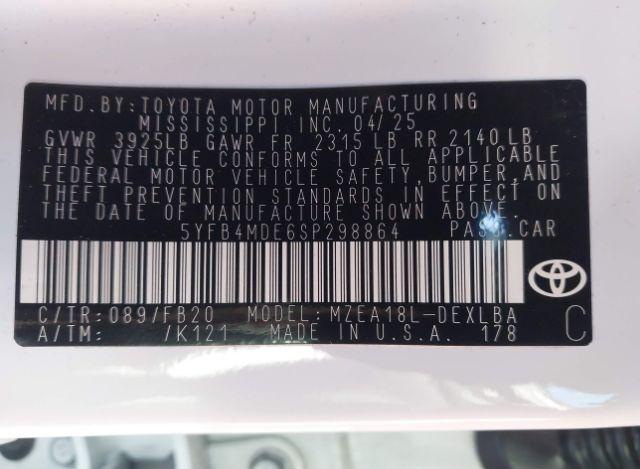 MFD. BY: TOYOTA MOTOR MANUFACTURING
MISSISSIPPI INC. 04/25
GVWR 3925LB GAWR FR 2315 LB RR 2140 LB
THIS VEHICLE CONFORMS TO ALL APPLICABLE
FEDERAL MOTOR VEHICLE SAFETY, BUMPER, AND
THEFT PREVENTION STANDARDS IN EFFECT ON
THE DATE OF MANUFACTURE SHOWN ABOVE.
5YFB4MDE6SP298864 PASS. CAR
C/TR: 089/FB20 MODEL: MZEA18L-DEXLBA
A/TM: /K121 MADE IN U.S.A. 178 C